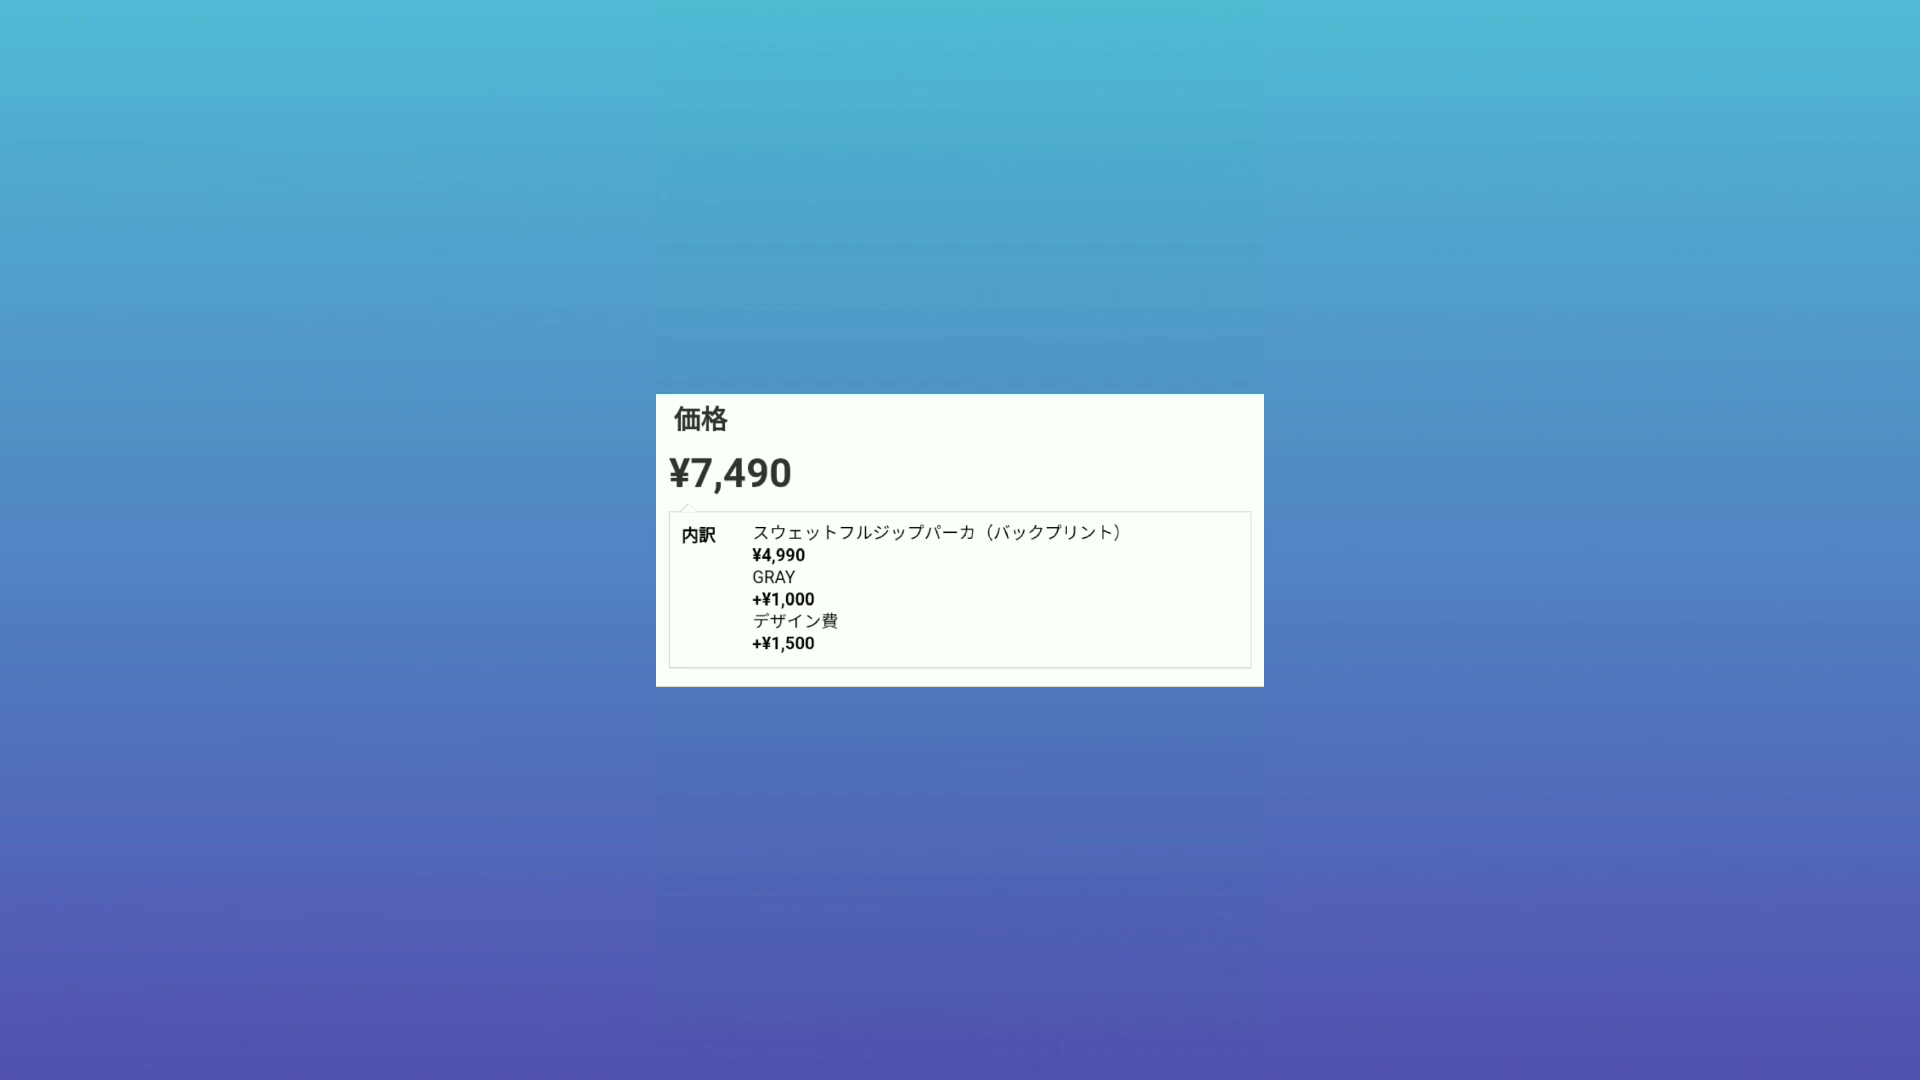 価格
¥7,490
内訳
スウェットフルジップパーカ（バックプリント）
¥4,990
GRAY
+¥1,000
デザイン費
+¥1,500